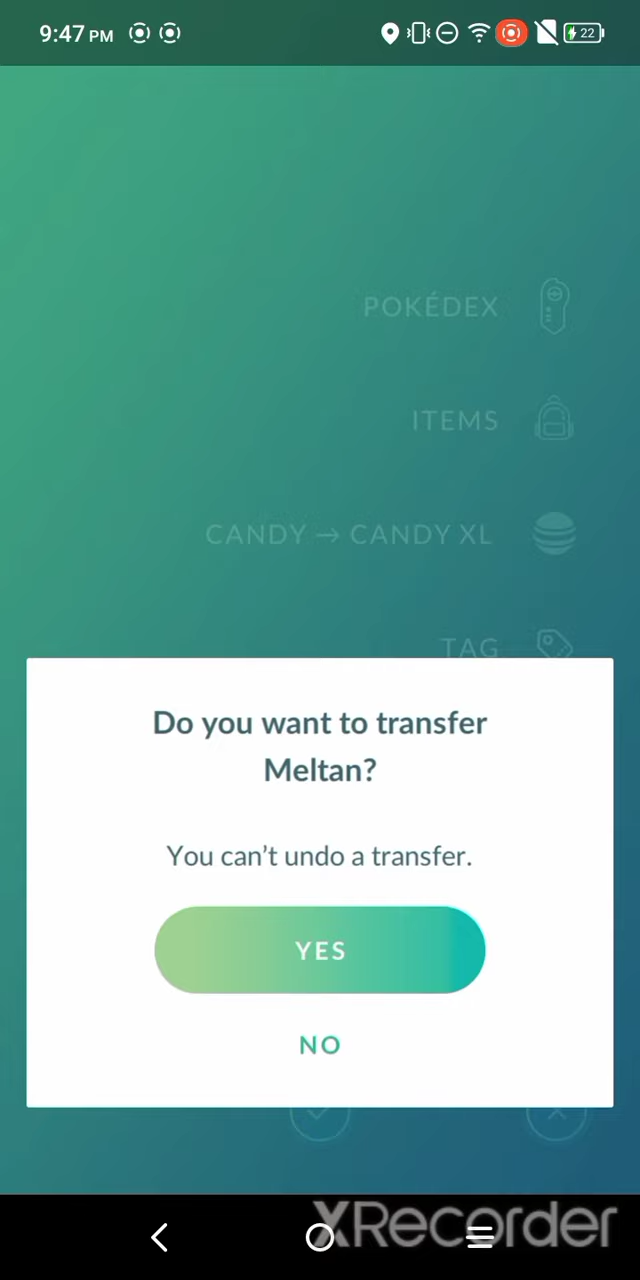 9:47 PM
22
POKÉDEX
ITEMS
CANDY → CANDY XL
TAG
Do you want to transfer
Meltan?
You can't undo a transfer.
YES
NO
XRecorder